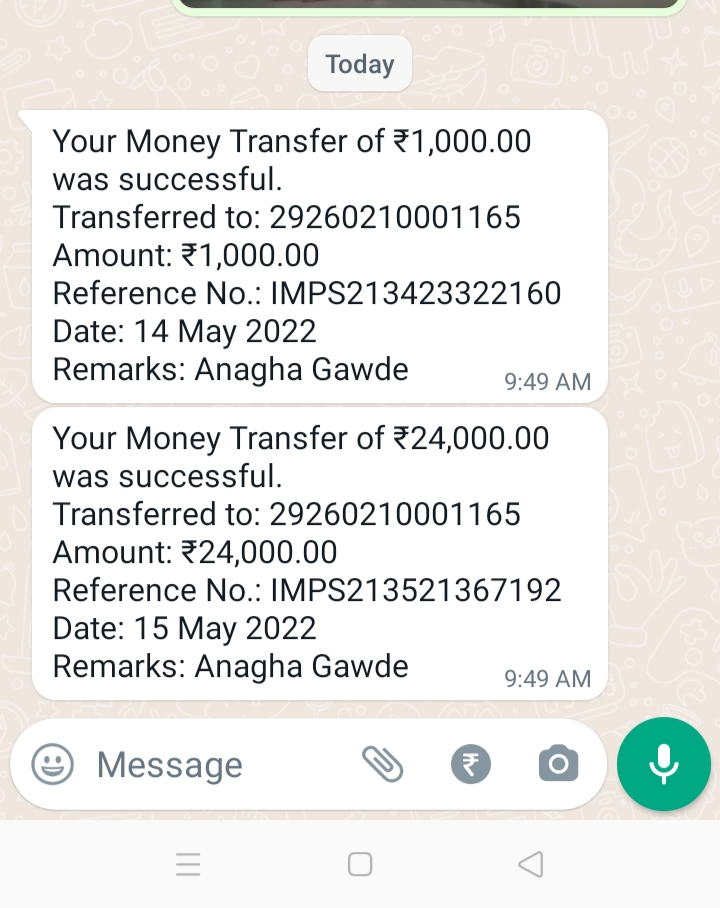 Today
Your Money Transfer of ₹1,000.00
was successful.
Transferred to: 29260210001165
Amount: ₹1,000.00
Reference No.: IMPS213423322160
Date: 14 May 2022
Remarks: Anagha Gawde
9:49 AM
Your Money Transfer of ₹24,000.00
was successful.
Transferred to: 29260210001165
Amount: ₹24,000.00
Reference No.: IMPS213521367192
Date: 15 May 2022
Remarks: Anagha Gawde
9:49 AM
Message